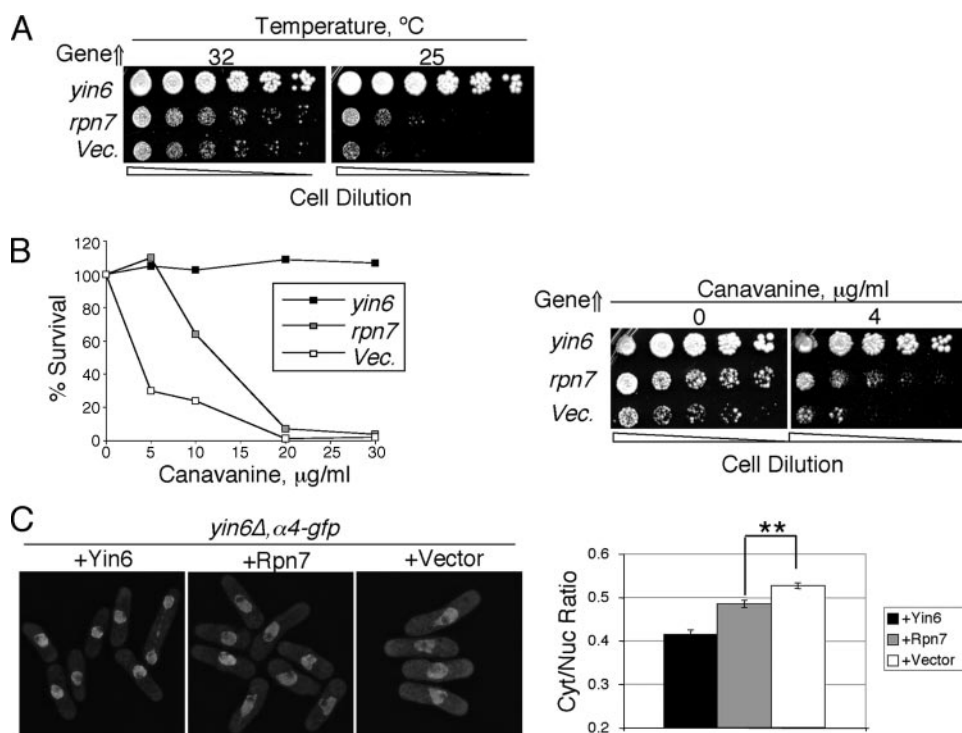 A
Temperature, ºC
Gene⇑
32
25
yin6
rpn7
Vec.
Cell Dilution
B
120
100
80
60
40
20
0
% Survival
0 5 10 15 20 25 30
Canavanine, μg/ml
yin6
rpn7
Vec.
Gene⇑
Canavanine, μg/ml
0
4
yin6
rpn7
Vec.
Cell Dilution
C
yin6Δ, α4-gfp
+Yin6
+Rpn7
+Vector
**
0.6
0.5
0.4
0.3
0.2
Cyt/Nuc Ratio
+Yin6
+Rpn7
+Vector